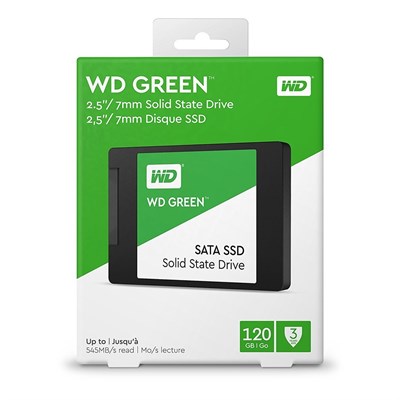 WD GREEN™
WD
2.5"/ 7mm Solid State Drive
2,5"/ 7mm Disque SSD
WD
WD GREEN™
SATA SSD
Solid State Drive
Up to | Jusqu'à
545MB/s read | Mo/s lecture
120
GB | Go
3